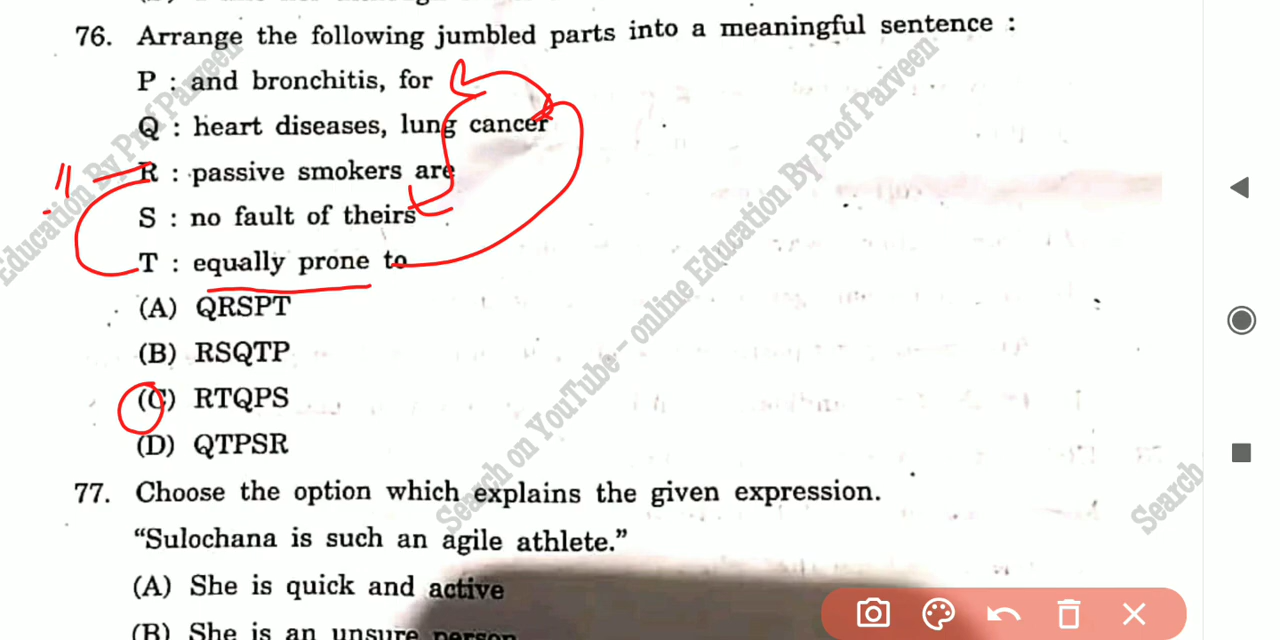 76. Arrange the following jumbled parts into a meaningful sentence :
P : and bronchitis, for
Q : heart diseases, lung cancer
R : passive smokers are
S : no fault of theirs
T : equally prone to
(A) QRSPT
(B) RSQTP
(C) RTQPS
(D) QTPSR
77. Choose the option which explains the given expression.
“Sulochana is such an agile athlete.”
(A) She is quick and active
(B) She is an unsure person
Education By Prof Parveen
Search on YouTube - online Education By Prof Parveen
Search